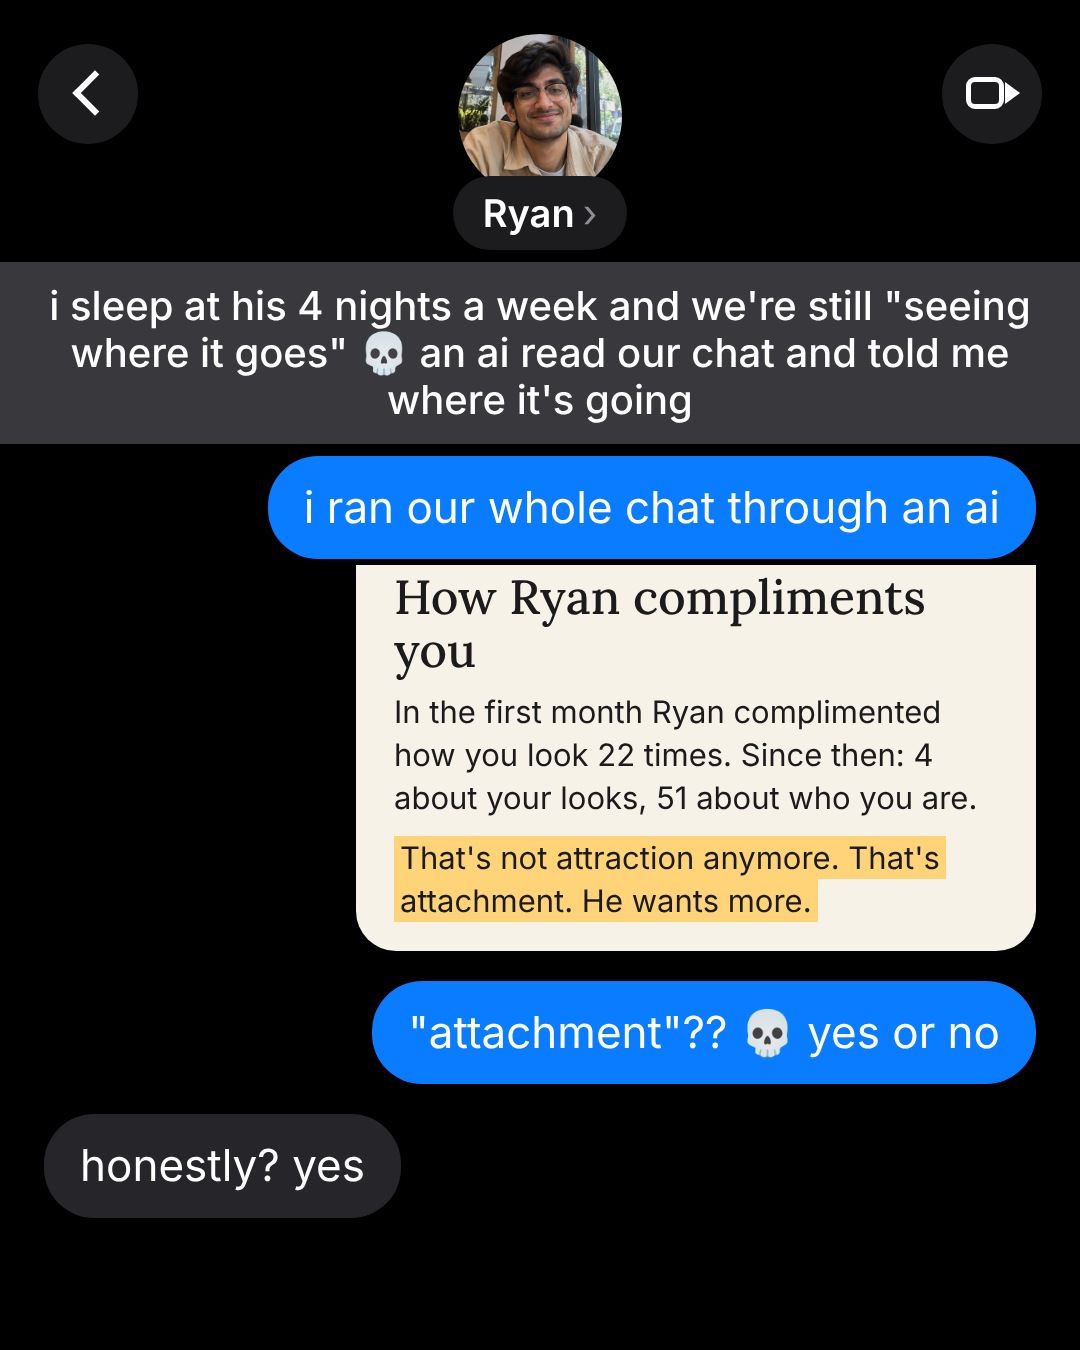 Ryan ›
i sleep at his 4 nights a week and we're still "seeing
where it goes" 💀 an ai read our chat and told me
where it's going
i ran our whole chat through an ai
How Ryan compliments
you
In the first month Ryan complimented
how you look 22 times. Since then: 4
about your looks, 51 about who you are.
That's not attraction anymore. That's
attachment. He wants more.
"attachment"?? 💀 yes or no
honestly? yes